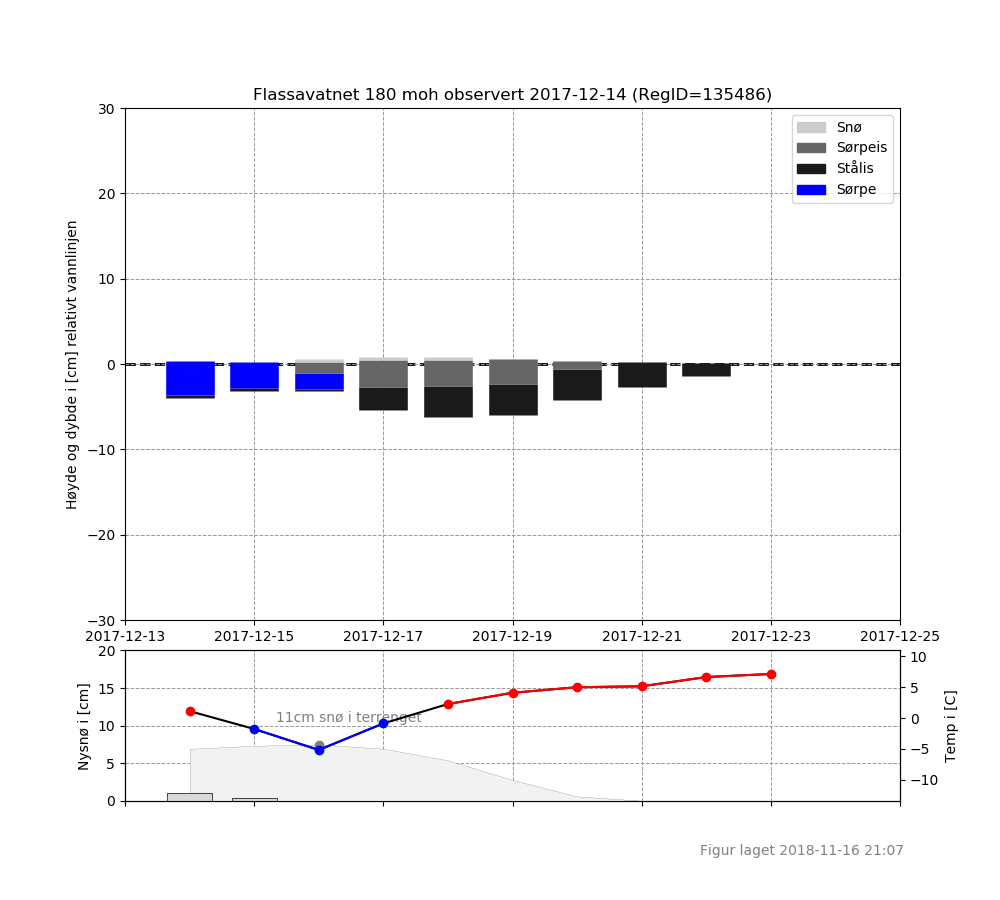 Flassavatnet 180 moh observert 2017-12-14 (RegID=135486)
Snø
Sørpeis
Stålis
Sørpe
Høyde og dybde i [cm] relativt vannlinjen
30
20
10
0
−10
−20
−30
2017-12-13 2017-12-15 2017-12-17 2017-12-19 2017-12-21 2017-12-23 2017-12-25
Nysnø i [cm]
20
15
10
5
0
11cm snø i terrenget
10
5
0
−5
−10
Temp i [C]
Figur laget 2018-11-16 21:07